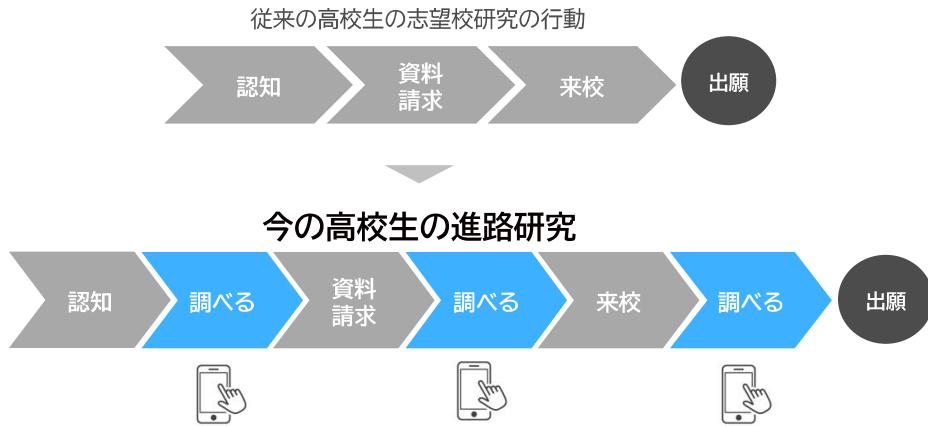 従来の高校生の志望校研究の行動
認知
資料
請求
来校
出願
今の高校生の進路研究
認知
調べる
資料
請求
調べる
来校
調べる
出願